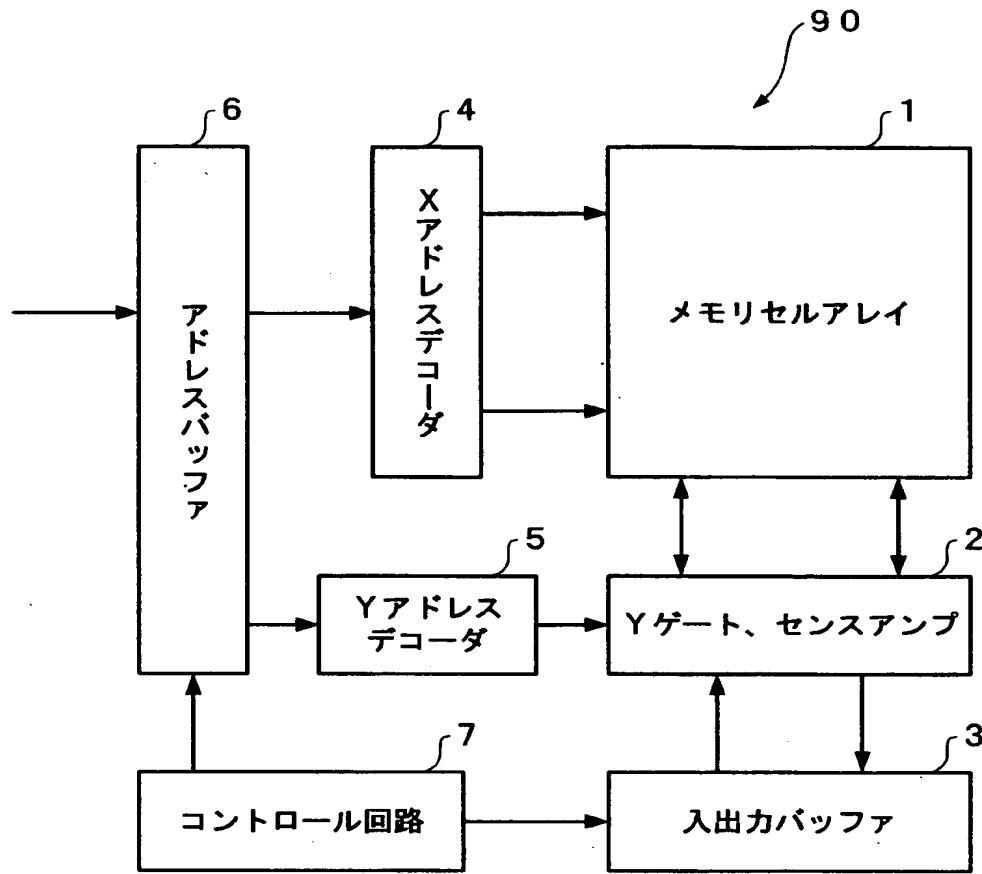 90
6
4
1
アドレスバッファ
Xアドレスデコーダ
メモリセルアレイ
5
2
Yアドレス
デコーダ
Yゲート、センスアンプ
7
3
コントロール回路
入出力バッファ